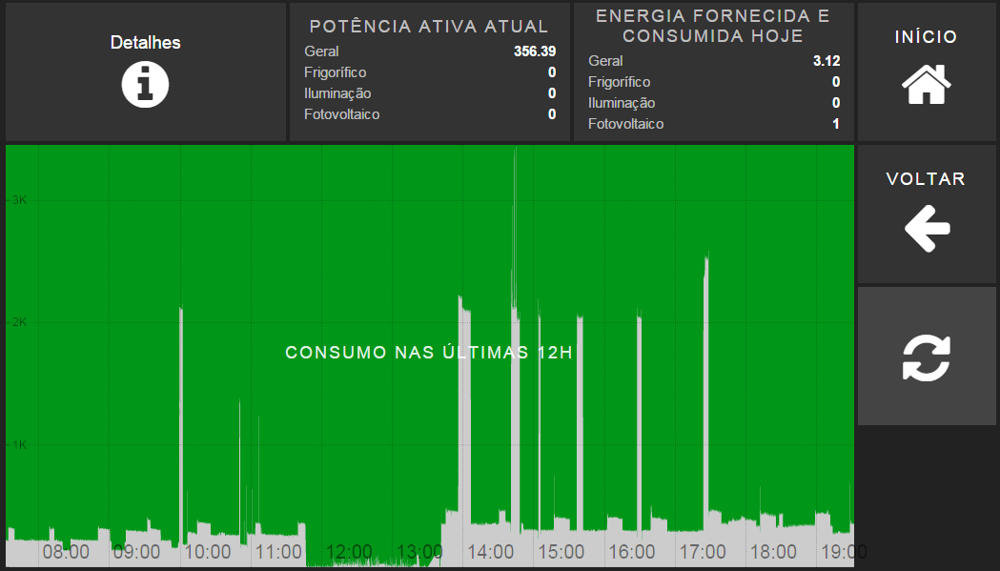 Detalhes
POTÊNCIA ATIVA ATUAL
Geral 356.39
Frigorífico 0
Iluminação 0
Fotovoltaico 0
ENERGIA FORNECIDA E
CONSUMIDA HOJE
Geral 3.12
Frigorífico 0
Iluminação 0
Fotovoltaico 1
INÍCIO
VOLTAR
3K
2K
CONSUMO NAS ÚLTIMAS 12H
1K
08:00 09:00 10:00 11:00 12:00 13:00 14:00 15:00 16:00 17:00 18:00 19:00